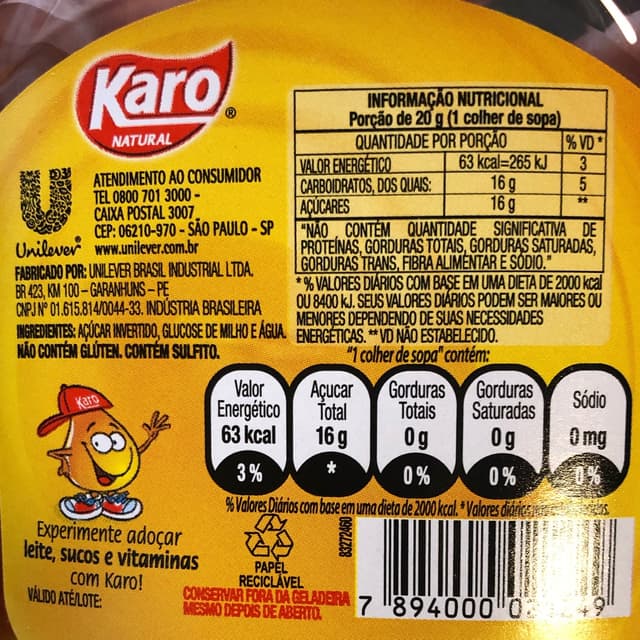 Karo®
NATURAL
Unilever
ATENDIMENTO AO CONSUMIDOR
TEL 0800 701 3000 -
CAIXA POSTAL 3007
CEP: 06210-970 - SÃO PAULO - SP
www.unilever.com.br
FABRICADO POR: UNILEVER BRASIL INDUSTRIAL LTDA.
BR 423, KM 100 – GARANHUNS – PE
CNPJ Nº 01.615.814/0044-33. INDÚSTRIA BRASILEIRA
INGREDIENTES: AÇÚCAR INVERTIDO, GLUCOSE DE MILHO E ÁGUA.
NÃO CONTÉM GLÚTEN. CONTÉM SULFITO.
INFORMAÇÃO NUTRICIONAL
Porção de 20 g (1 colher de sopa)
QUANTIDADE POR PORÇÃO % VD *
VALOR ENERGÉTICO 63 kcal=265 kJ 3
CARBOIDRATOS, DOS QUAIS: 16 g 5
AÇÚCARES 16 g **
"NÃO CONTÉM QUANTIDADE SIGNIFICATIVA DE
PROTEÍNAS, GORDURAS TOTAIS, GORDURAS SATURADAS,
GORDURAS TRANS, FIBRA ALIMENTAR E SÓDIO."
* % VALORES DIÁRIOS COM BASE EM UMA DIETA DE 2000 kcal
OU 8400 kJ. SEUS VALORES DIÁRIOS PODEM SER MAIORES OU
MENORES DEPENDENDO DE SUAS NECESSIDADES
ENERGÉTICAS. ** VD NÃO ESTABELECIDO.
"1 colher de sopa" contém:
Valor Energético 63 kcal 3%
Açucar Total 16 g *
Gorduras Totais 0 g 0%
Gorduras Saturadas 0 g 0%
Sódio 0 mg 0%
% Valores Diários com base em uma dieta de 2000 kcal. * Valores
Karo
Experimente adoçar
leite, sucos e vitaminas
com Karo!
VÁLIDO ATÉ/LOTE:
PAPEL
RECICLÁVEL
83272460
CONSERVAR FORA DA GELADEIRA
MESMO DEPOIS DE ABERTO.
7 894000